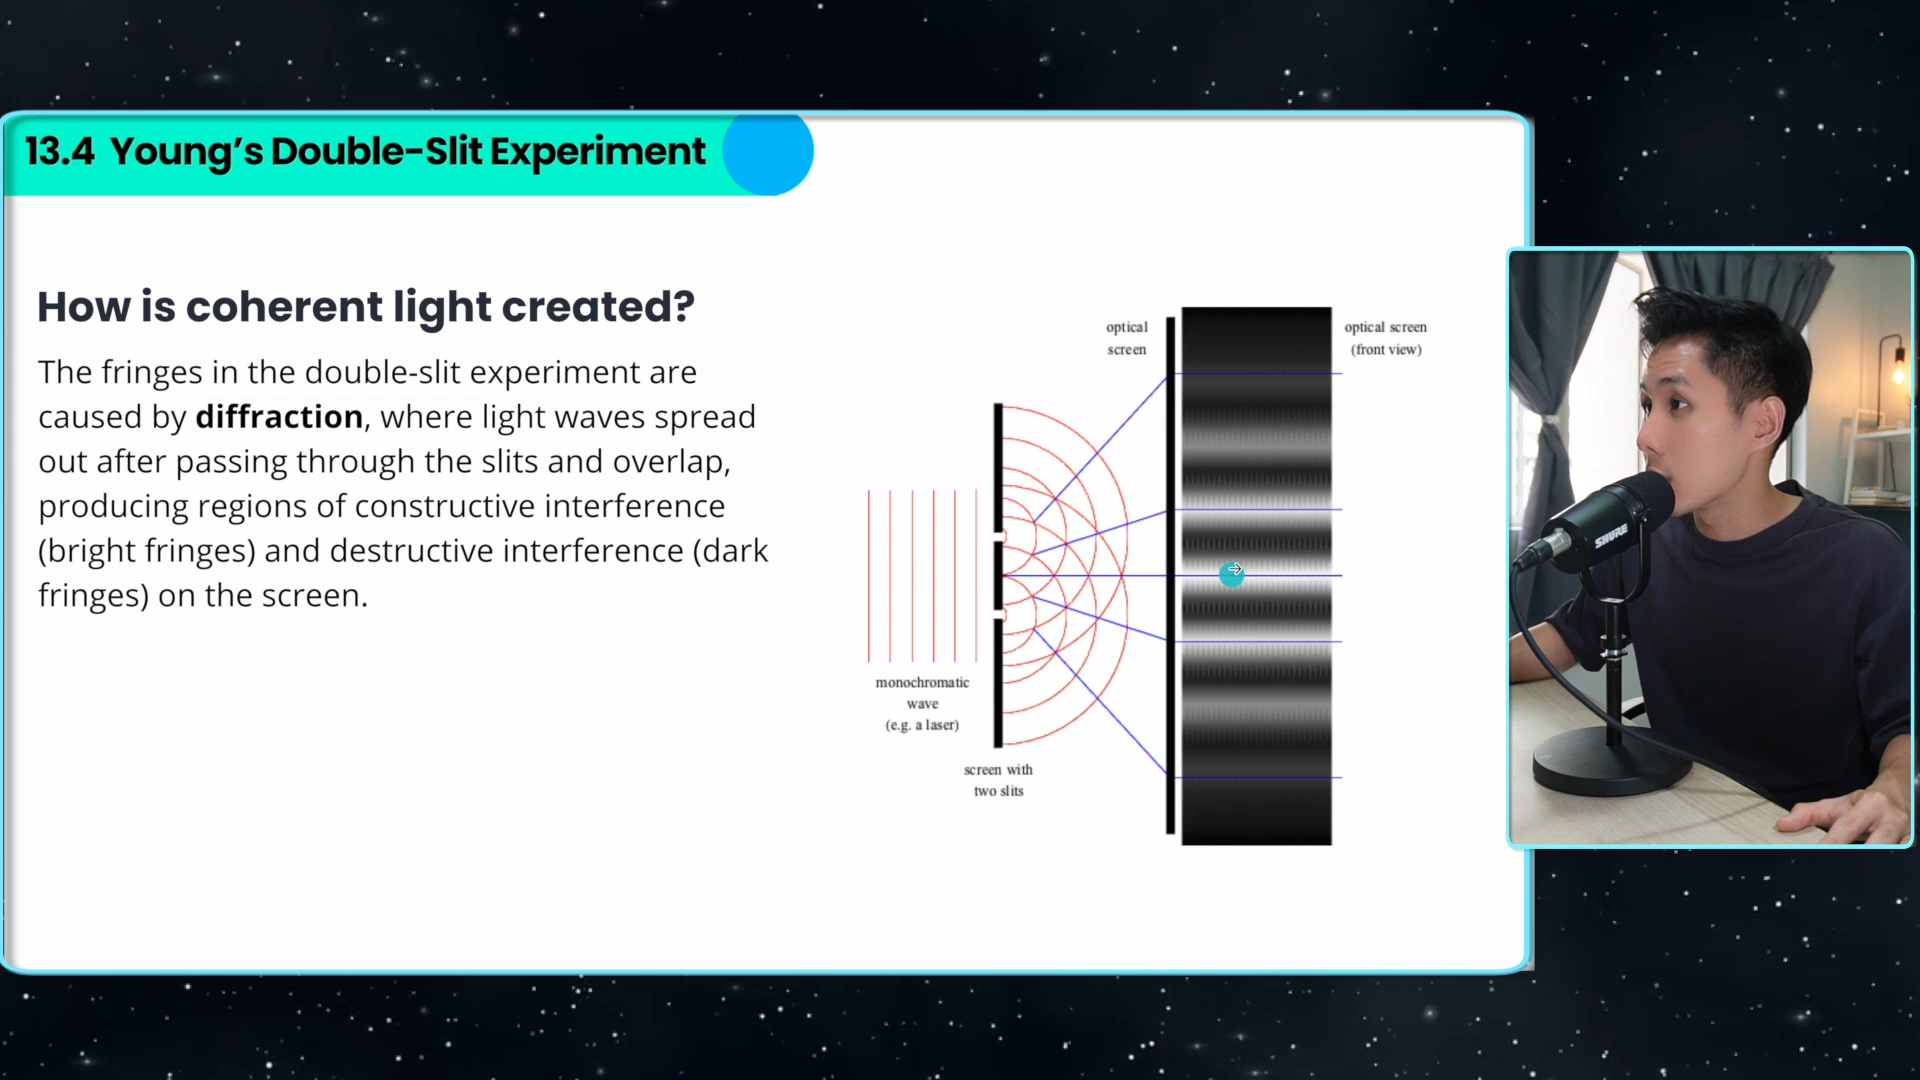 13.4 Young’s Double-Slit Experiment
How is coherent light created?
The fringes in the double-slit experiment are
caused by diffraction, where light waves spread
out after passing through the slits and overlap,
producing regions of constructive interference
(bright fringes) and destructive interference (dark
fringes) on the screen.
optical
screen
optical screen
(front view)
monochromatic
wave
(e.g. a laser)
screen with
two slits
SHURE